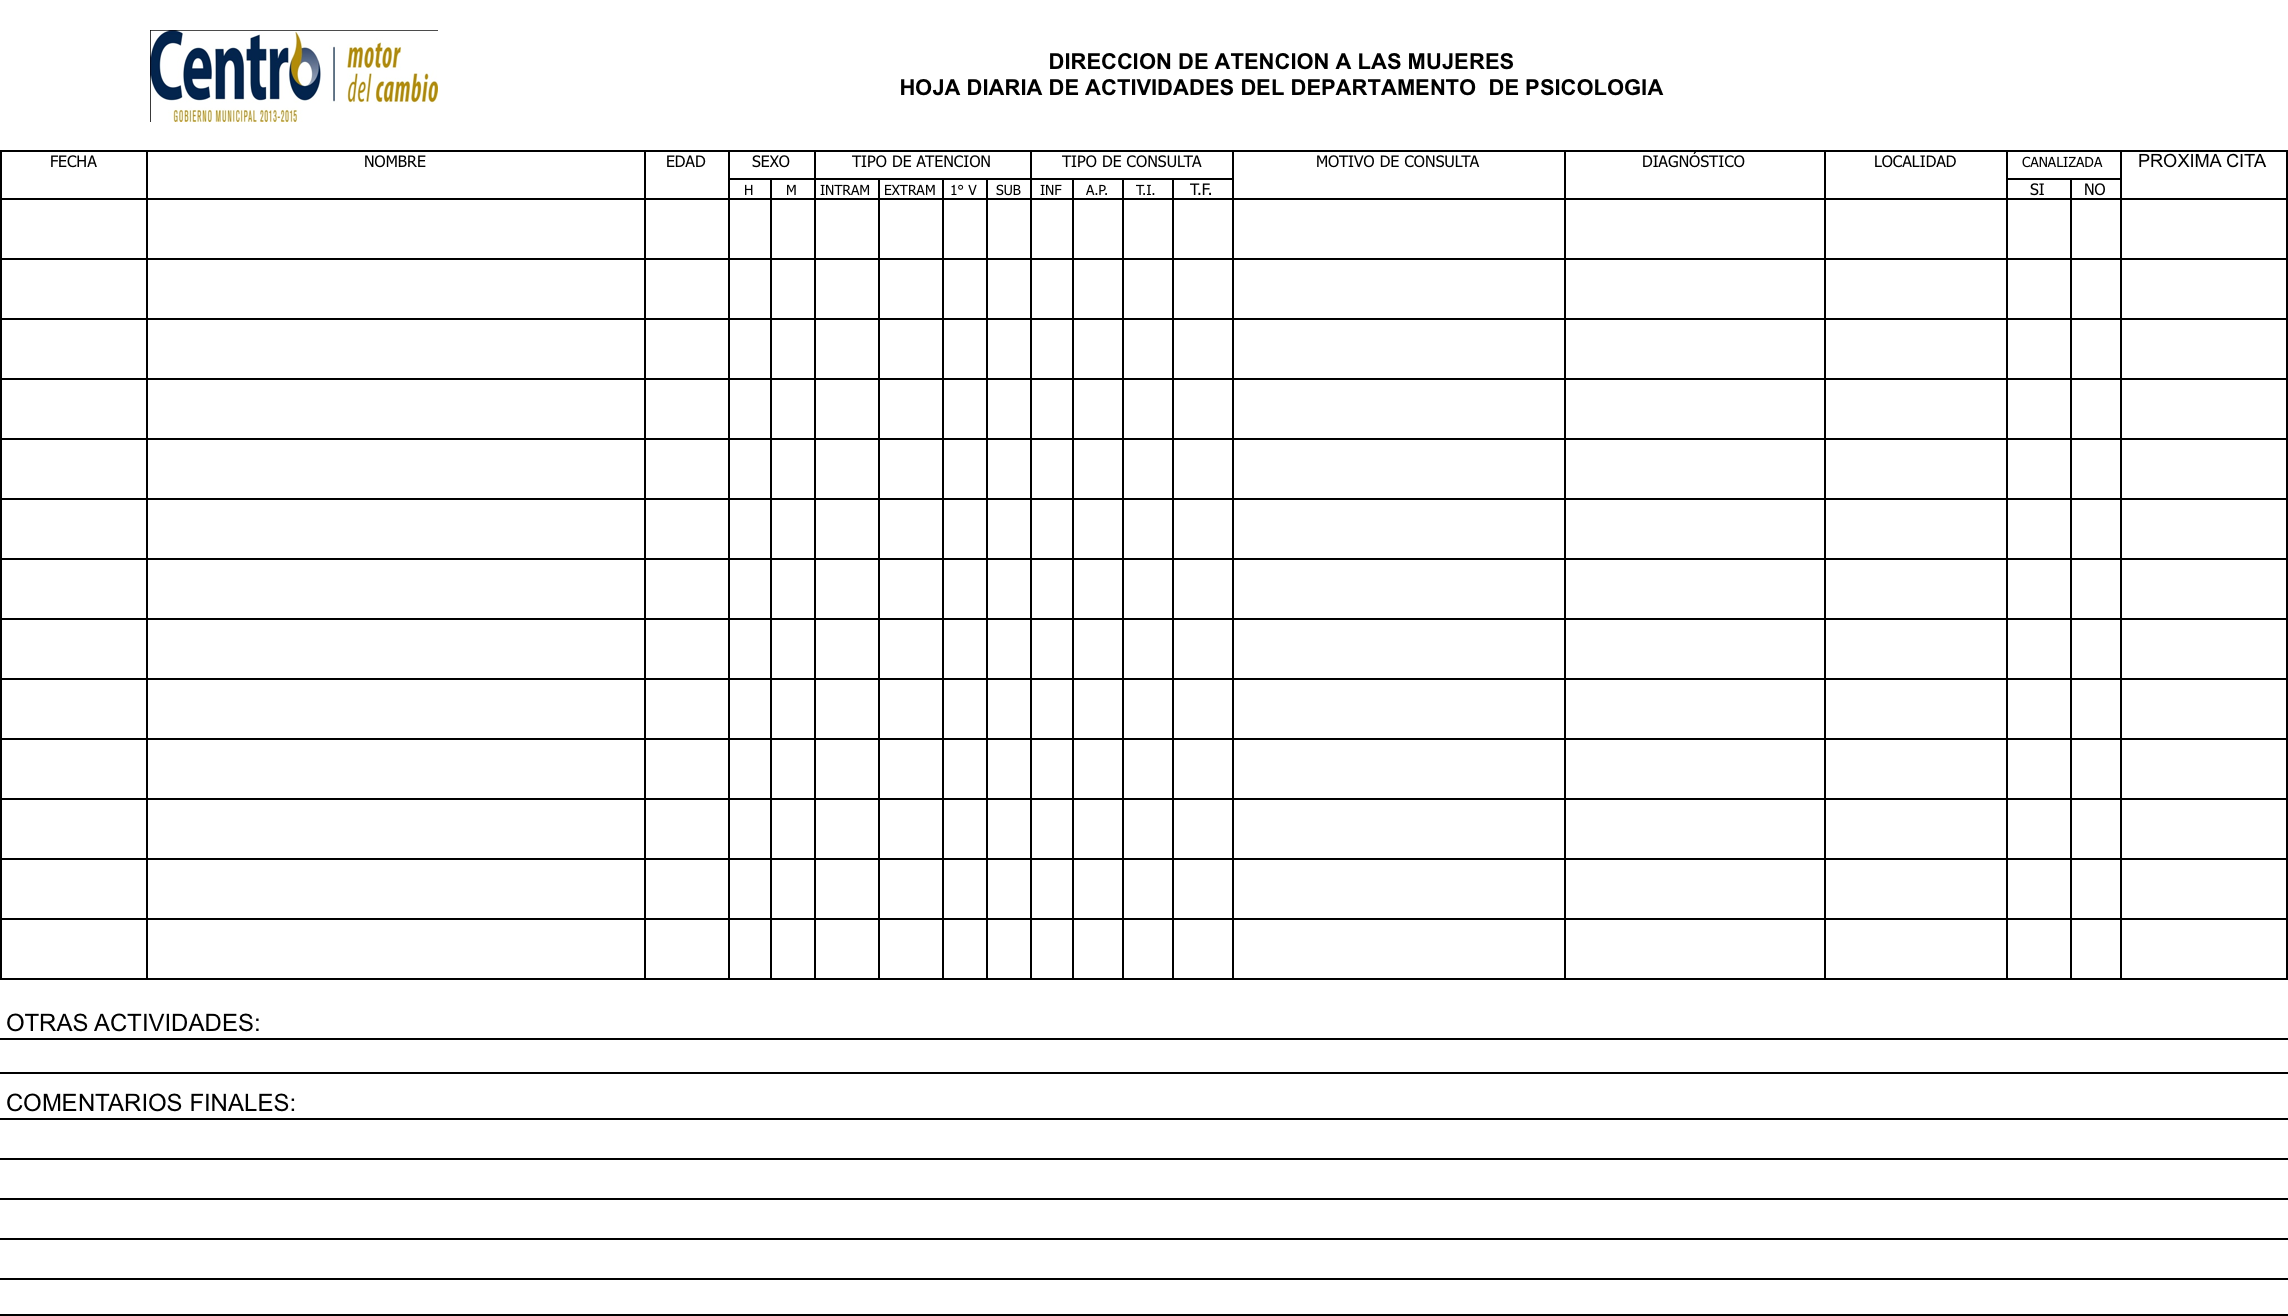 Centro motor
del cambio
GOBIERNO MUNICIPAL 2013-2015
DIRECCION DE ATENCION A LAS MUJERES
HOJA DIARIA DE ACTIVIDADES DEL DEPARTAMENTO DE PSICOLOGIA
FECHA NOMBRE EDAD SEXO TIPO DE ATENCION TIPO DE CONSULTA MOTIVO DE CONSULTA DIAGNÓSTICO LOCALIDAD CANALIZADA PROXIMA CITA
H M INTRAM EXTRAM 1° V SUB INF A.P. T.I. T.F. SI NO
OTRAS ACTIVIDADES:
COMENTARIOS FINALES: